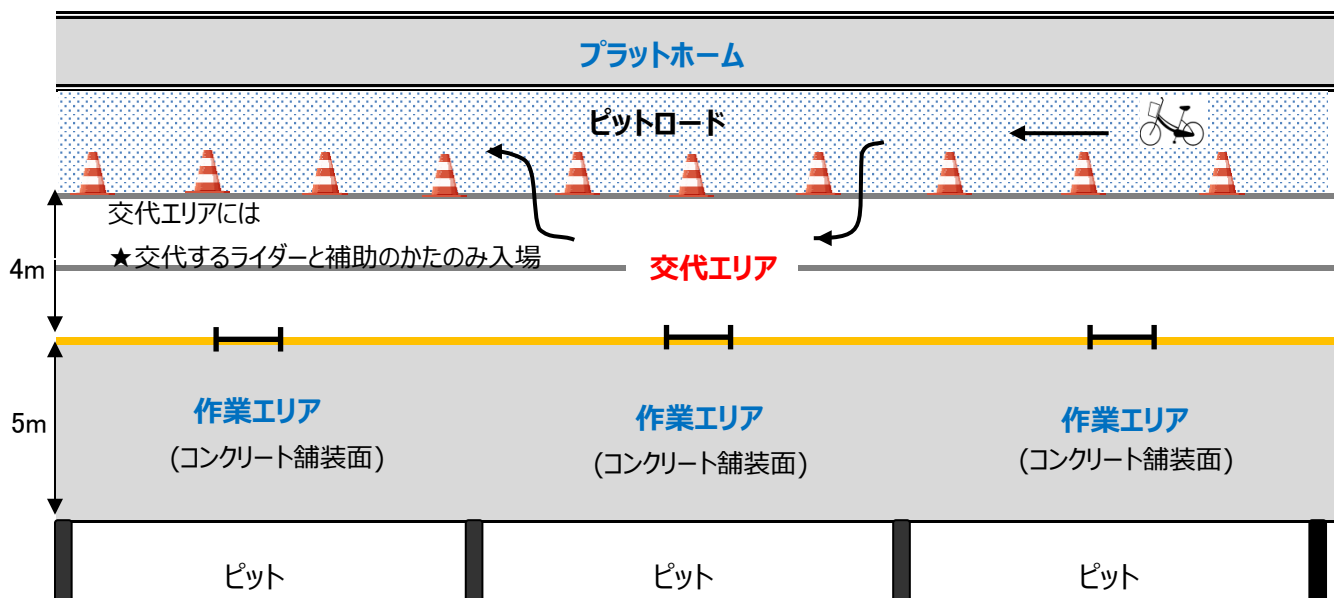 プラットホーム
ピットロード
交代エリアには
★交代するライダーと補助のかたのみ入場
4m
交代エリア
5m
作業エリア
(コンクリート舗装面)
作業エリア
(コンクリート舗装面)
作業エリア
(コンクリート舗装面)
ピット
ピット
ピット